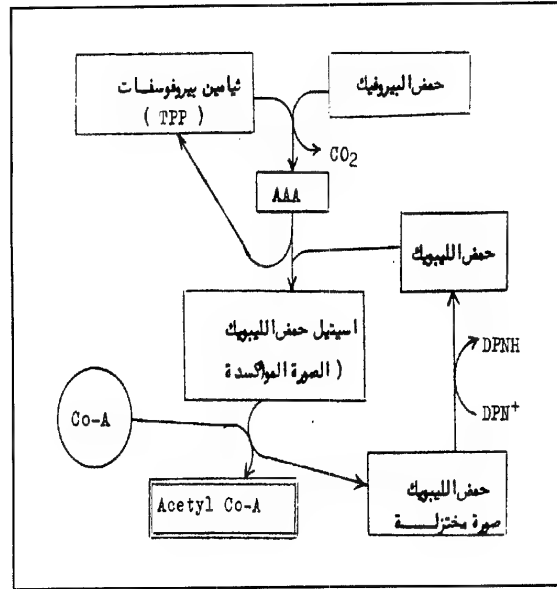 ثيامين بيروفوسفات
( TPP )
حمض البيروفيك
CO2
AAA
حمض الليبويك
اسيتيل حمض الليبويك
( الصورة المواكسدة
DPNH
DPN+
Co-A
Acetyl Co-A
حمض الليبويك
صورة مختزلة